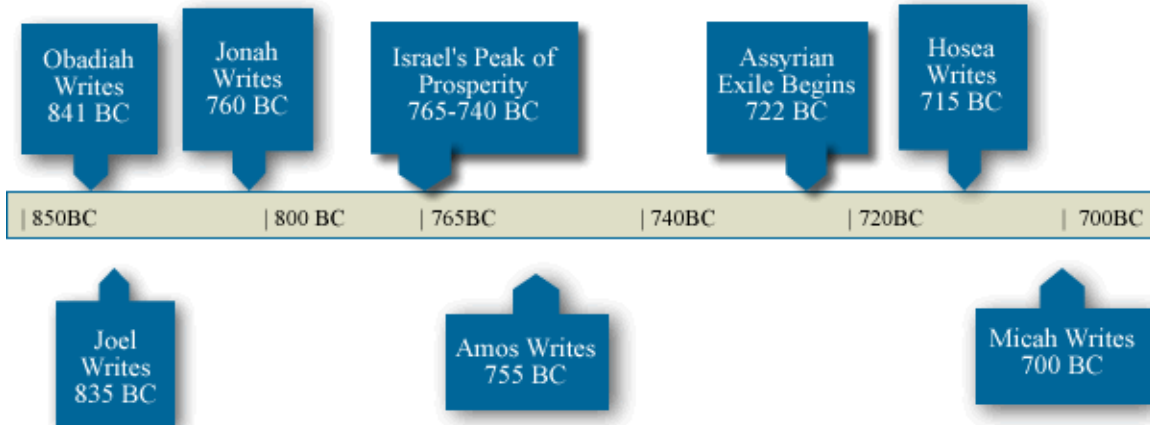 Obadiah
Writes
841 BC
Jonah
Writes
760 BC
Israel's Peak of
Prosperity
765-740 BC
Assyrian
Exile Begins
722 BC
Hosea
Writes
715 BC
| 850BC | 800 BC | 765BC | 740BC | 720BC | 700BC
Joel
Writes
835 BC
Amos Writes
755 BC
Micah Writes
700 BC